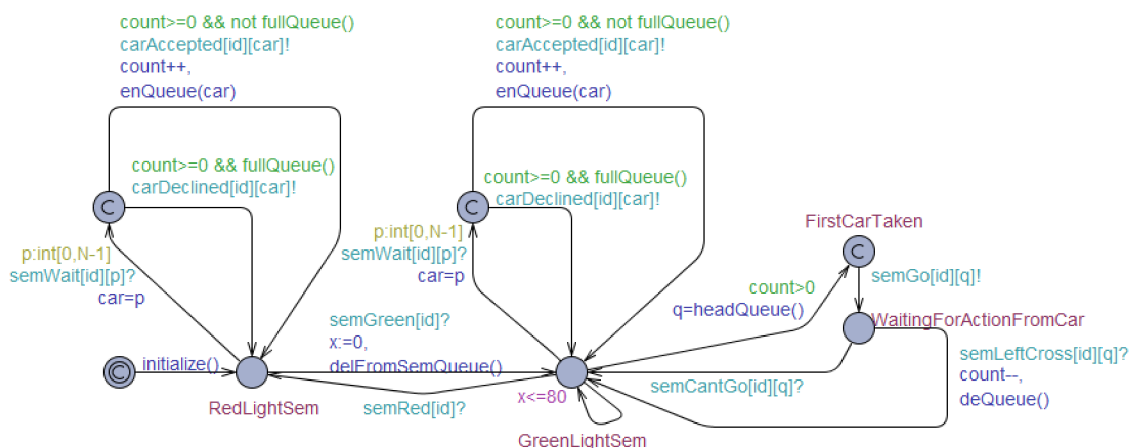 count>=0 && not fullQueue()
carAccepted[id][car]!
count++,
enQueue(car)
count>=0 && fullQueue()
carDeclined[id][car]!
C
p:int[0,N-1]
semWait[id][p]?
car=p
count>=0 && not fullQueue()
carAccepted[id][car]!
count++,
enQueue(car)
count>=0 && fullQueue()
carDeclined[id][car]!
C
p:int[0,N-1]
semWait[id][p]?
car=p
FirstCarTaken
C
semGo[id][q]!
count>0
q=headQueue()
WaitingForActionFromCar
semGreen[id]?
x:=0,
delFromSemQueue()
C
initialize()
RedLightSem
semRed[id]?
x<=80
GreenLightSem
semCantGo[id][q]?
semLeftCross[id][q]?
count--,
deQueue()